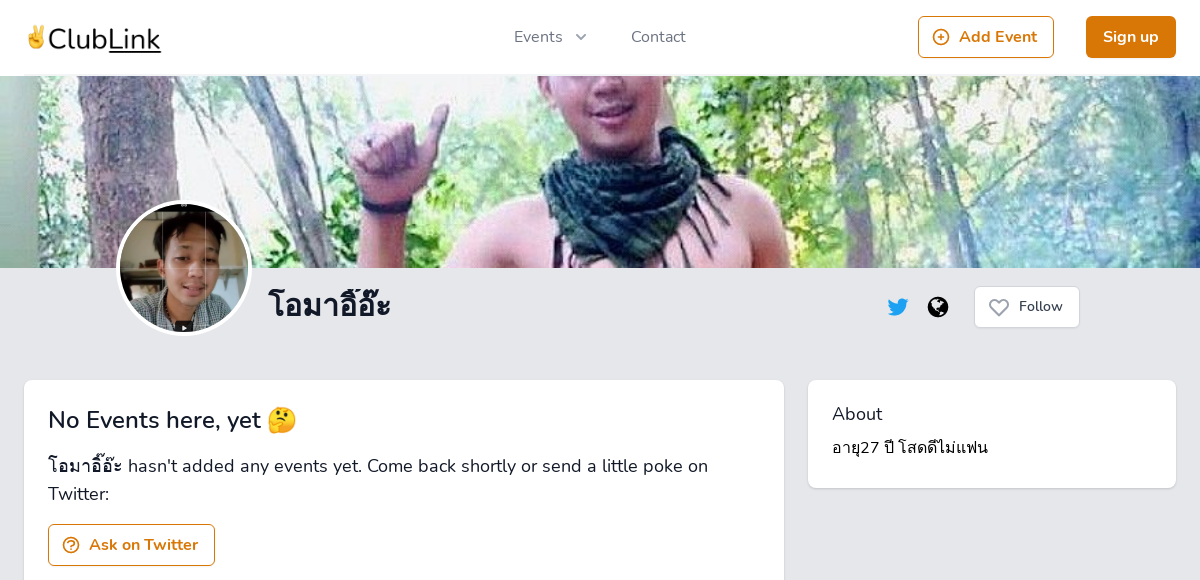 ✌️ClubLink
Events
Contact
Add Event
Sign up
โอมาอิ๊อ๊ะ
Follow
No Events here, yet 🤔
โอมาอิ๊อ๊ะ hasn't added any events yet. Come back shortly or send a little poke on
Twitter:
Ask on Twitter
About
อายุ27 ปี โสดดีไม่แฟน